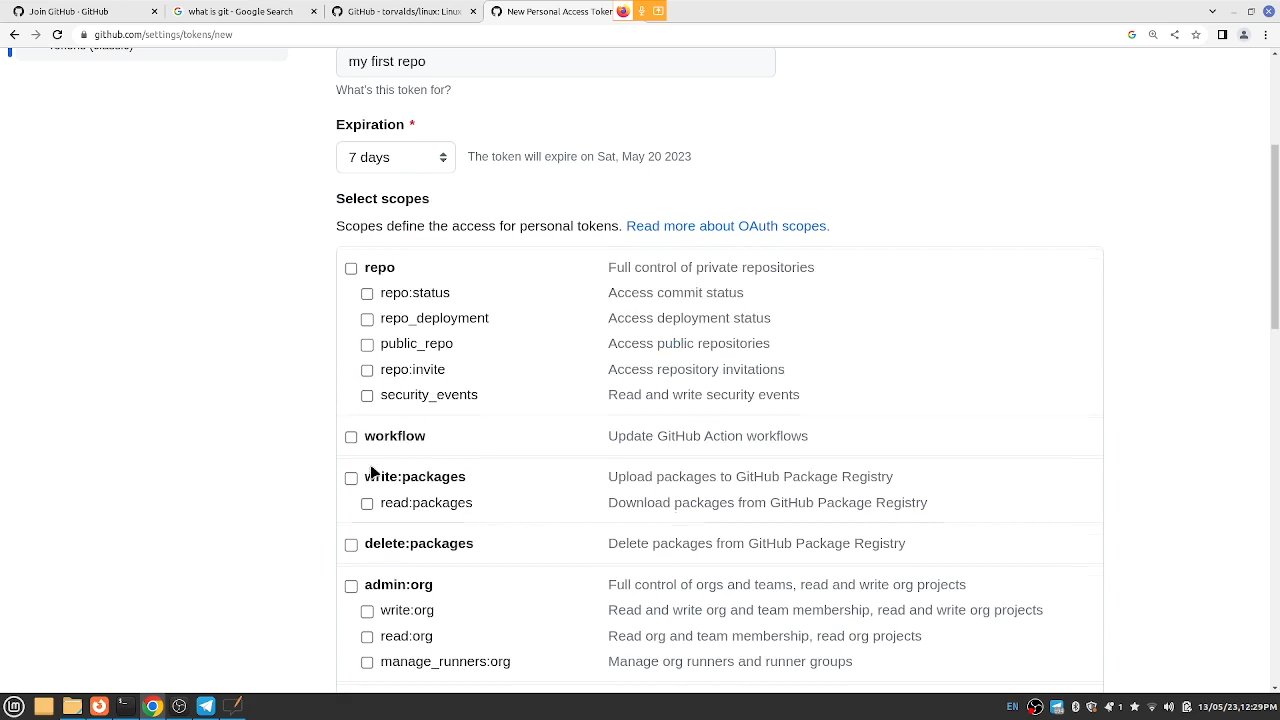 Join GitHub · GitHub
what is git - Google Search
GitHub - torvalds/linux: Linux
New Personal Access Token
github.com/settings/tokens/new
my first repo
What's this token for?
Expiration *
7 days
The token will expire on Sat, May 20 2023
Select scopes
Scopes define the access for personal tokens. Read more about OAuth scopes.
repo Full control of private repositories
repo:status Access commit status
repo_deployment Access deployment status
public_repo Access public repositories
repo:invite Access repository invitations
security_events Read and write security events
workflow Update GitHub Action workflows
write:packages Upload packages to GitHub Package Registry
read:packages Download packages from GitHub Package Registry
delete:packages Delete packages from GitHub Package Registry
admin:org Full control of orgs and teams, read and write org projects
write:org Read and write org and team membership, read and write org projects
read:org Read org and team membership, read org projects
manage_runners:org Manage org runners and runner groups
EN 1 13/05/23,12:29PM